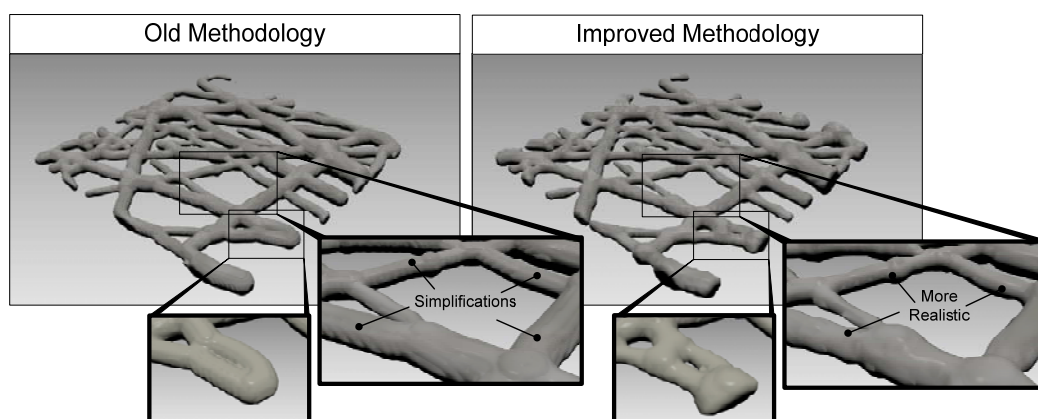 Old Methodology
Improved Methodology
Simplifications
More
Realistic